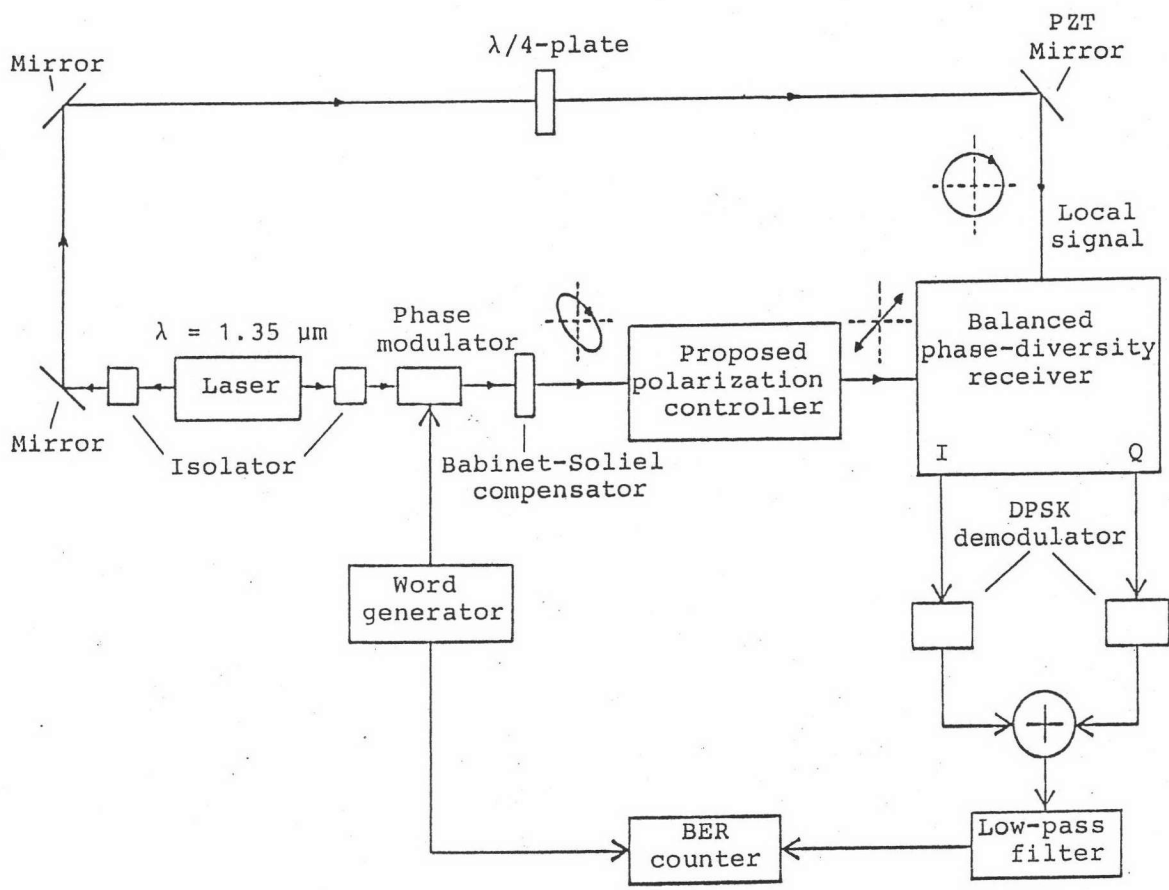 PZT
Mirror
λ/4-plate
Mirror
Local
signal
λ = 1.35 µm
Phase
modulator
Laser
Proposed
polarization
controller
Balanced
phase-diversity
receiver
Mirror
Isolator
Babinet-Soliel
compensator
I
Q
DPSK
demodulator
Word
generator
BER
counter
Low-pass
filter